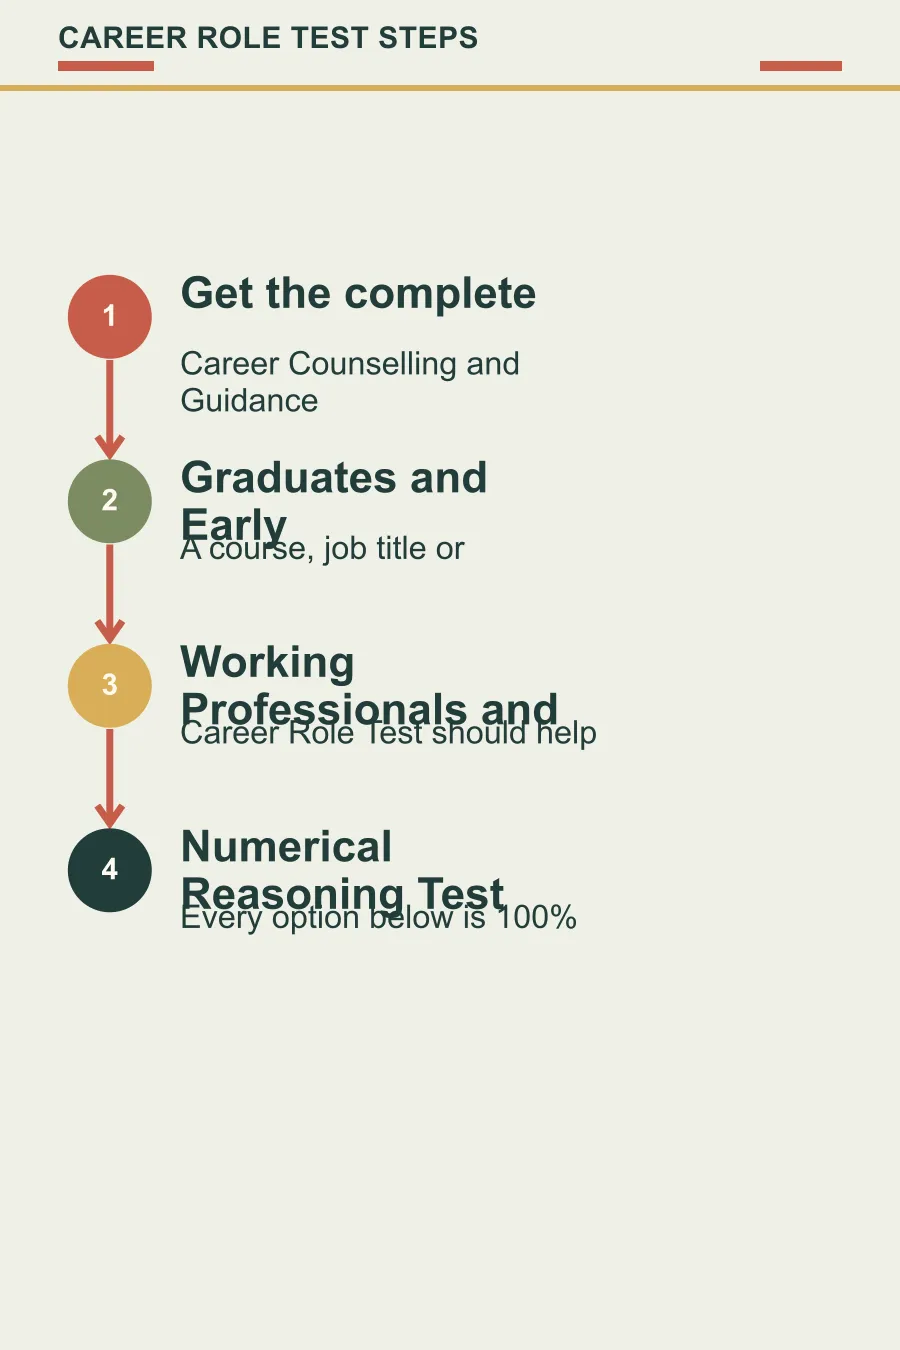 CAREER ROLE TEST STEPS
1
Get the complete
Career Counselling and
Guidance
2
Graduates and
Early
A course, job title or
3
Working
Professionals and
Career Role Test should help
4
Numerical
Reasoning Test
Every option below is 100%